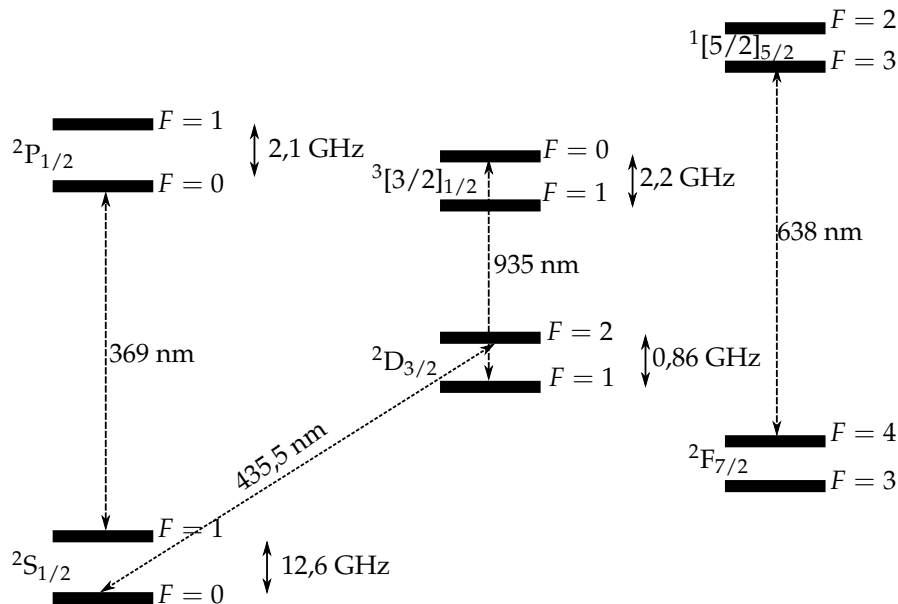 F = 2
¹[5/2]₅/₂
F = 3
F = 1
²P₁/₂
2,1 GHz
F = 0
F = 0
³[3/2]₁/₂
2,2 GHz
F = 1
638 nm
935 nm
369 nm
F = 2
²D₃/₂
0,86 GHz
F = 1
435,5 nm
F = 4
²F₇/₂
F = 3
F = 1
²S₁/₂
12,6 GHz
F = 0